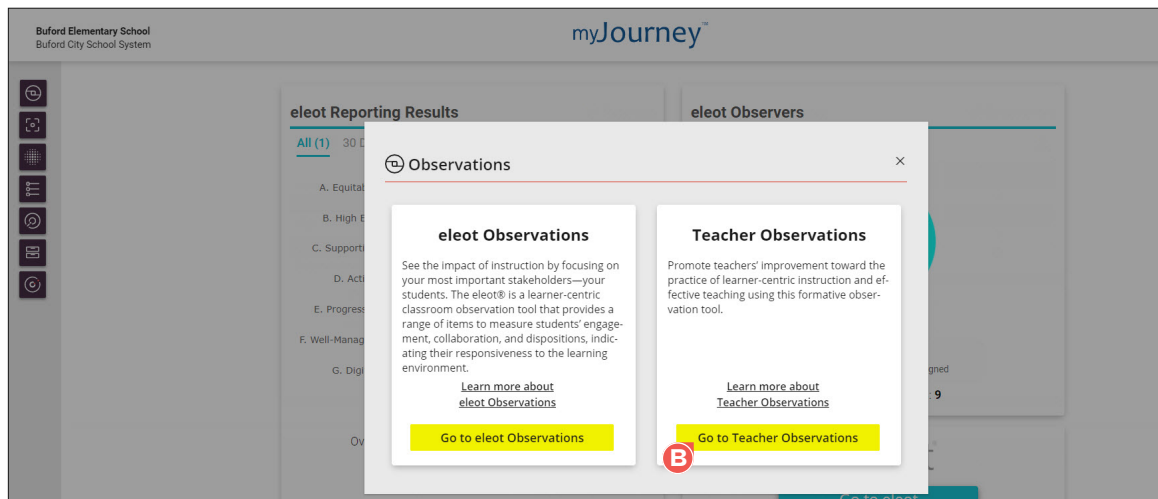 Buford Elementary School
Buford City School System
myJourney™
eleot Reporting Results
eleot Observers
All (1) 30 D
Observations
A. Equitab
B. High E
C. Supporti
D. Acti
E. Progress
F. Well-Manag
G. Digi
Ov
eleot Observations
See the impact of instruction by focusing on
your most important stakeholders—your
students. The eleot® is a learner-centric
classroom observation tool that provides a
range of items to measure students’ engage-
ment, collaboration, and dispositions, indic-
ating their responsiveness to the learning
environment.
Learn more about
eleot Observations
Go to eleot Observations
Teacher Observations
Promote teachers’ improvement toward the
practice of learner-centric instruction and ef-
fective teaching using this formative obser-
vation tool.
Learn more about
Teacher Observations
Go to Teacher Observations
B
gned
9
Go to eleot